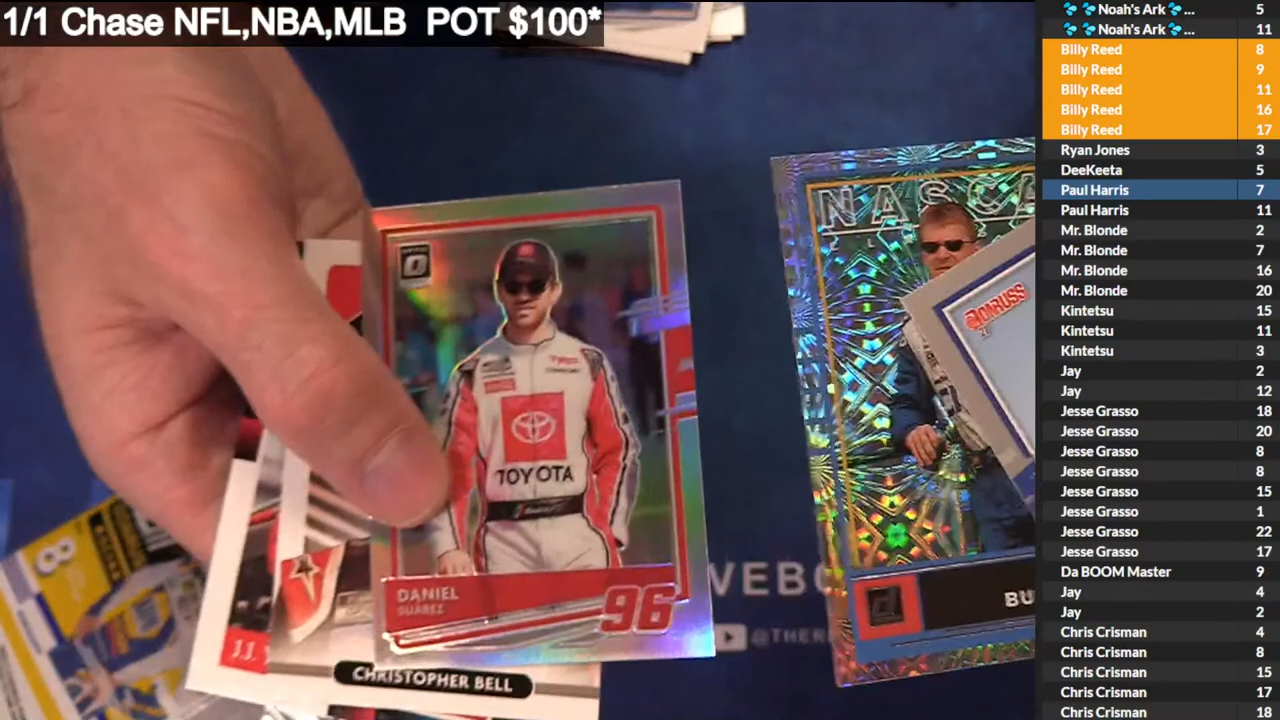 1/1 Chase NFL,NBA,MLB POT $100*
Noah's Ark ... 5
Noah's Ark ... 11
Billy Reed 8
Billy Reed 9
Billy Reed 11
Billy Reed 16
Billy Reed 17
Ryan Jones 3
DeeKeeta 5
Paul Harris 7
Paul Harris 11
Mr. Blonde 2
Mr. Blonde 7
Mr. Blonde 16
Mr. Blonde 20
Kintetsu 15
Kintetsu 11
Kintetsu 3
Jay 2
Jay 12
Jesse Grasso 18
Jesse Grasso 20
Jesse Grasso 8
Jesse Grasso 8
Jesse Grasso 15
Jesse Grasso 1
Jesse Grasso 22
Jesse Grasso 17
Da BOOM Master 9
Jay 4
Jay 2
Chris Crisman 4
Chris Crisman 8
Chris Crisman 15
Chris Crisman 17
Chris Crisman 18
NASCA
DONRUSS
TRD
TOYOTA
DANIEL
SUÁREZ
96
J.J.
CHRISTOPHER BELL
8
VEB
@THER
BU